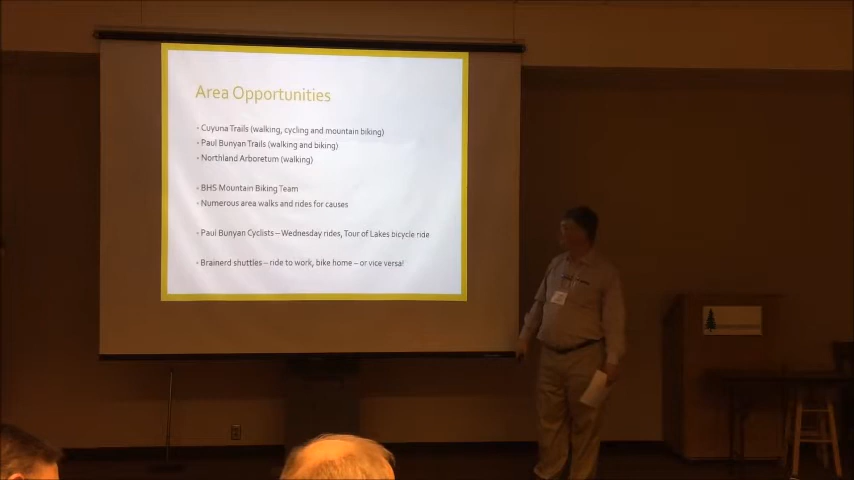 Area Opportunities
• Cuyuna Trails (walking, cycling and mountain biking)
• Paul Bunyan Trails (walking and biking)
• Northland Arboretum (walking)
• BHS Mountain Biking Team
• Numerous area walks and rides for causes
• Paul Bunyan Cyclists – Wednesday rides, Tour of Lakes bicycle ride
• Brainerd shuttles – ride to work, bike home – or vice versa!